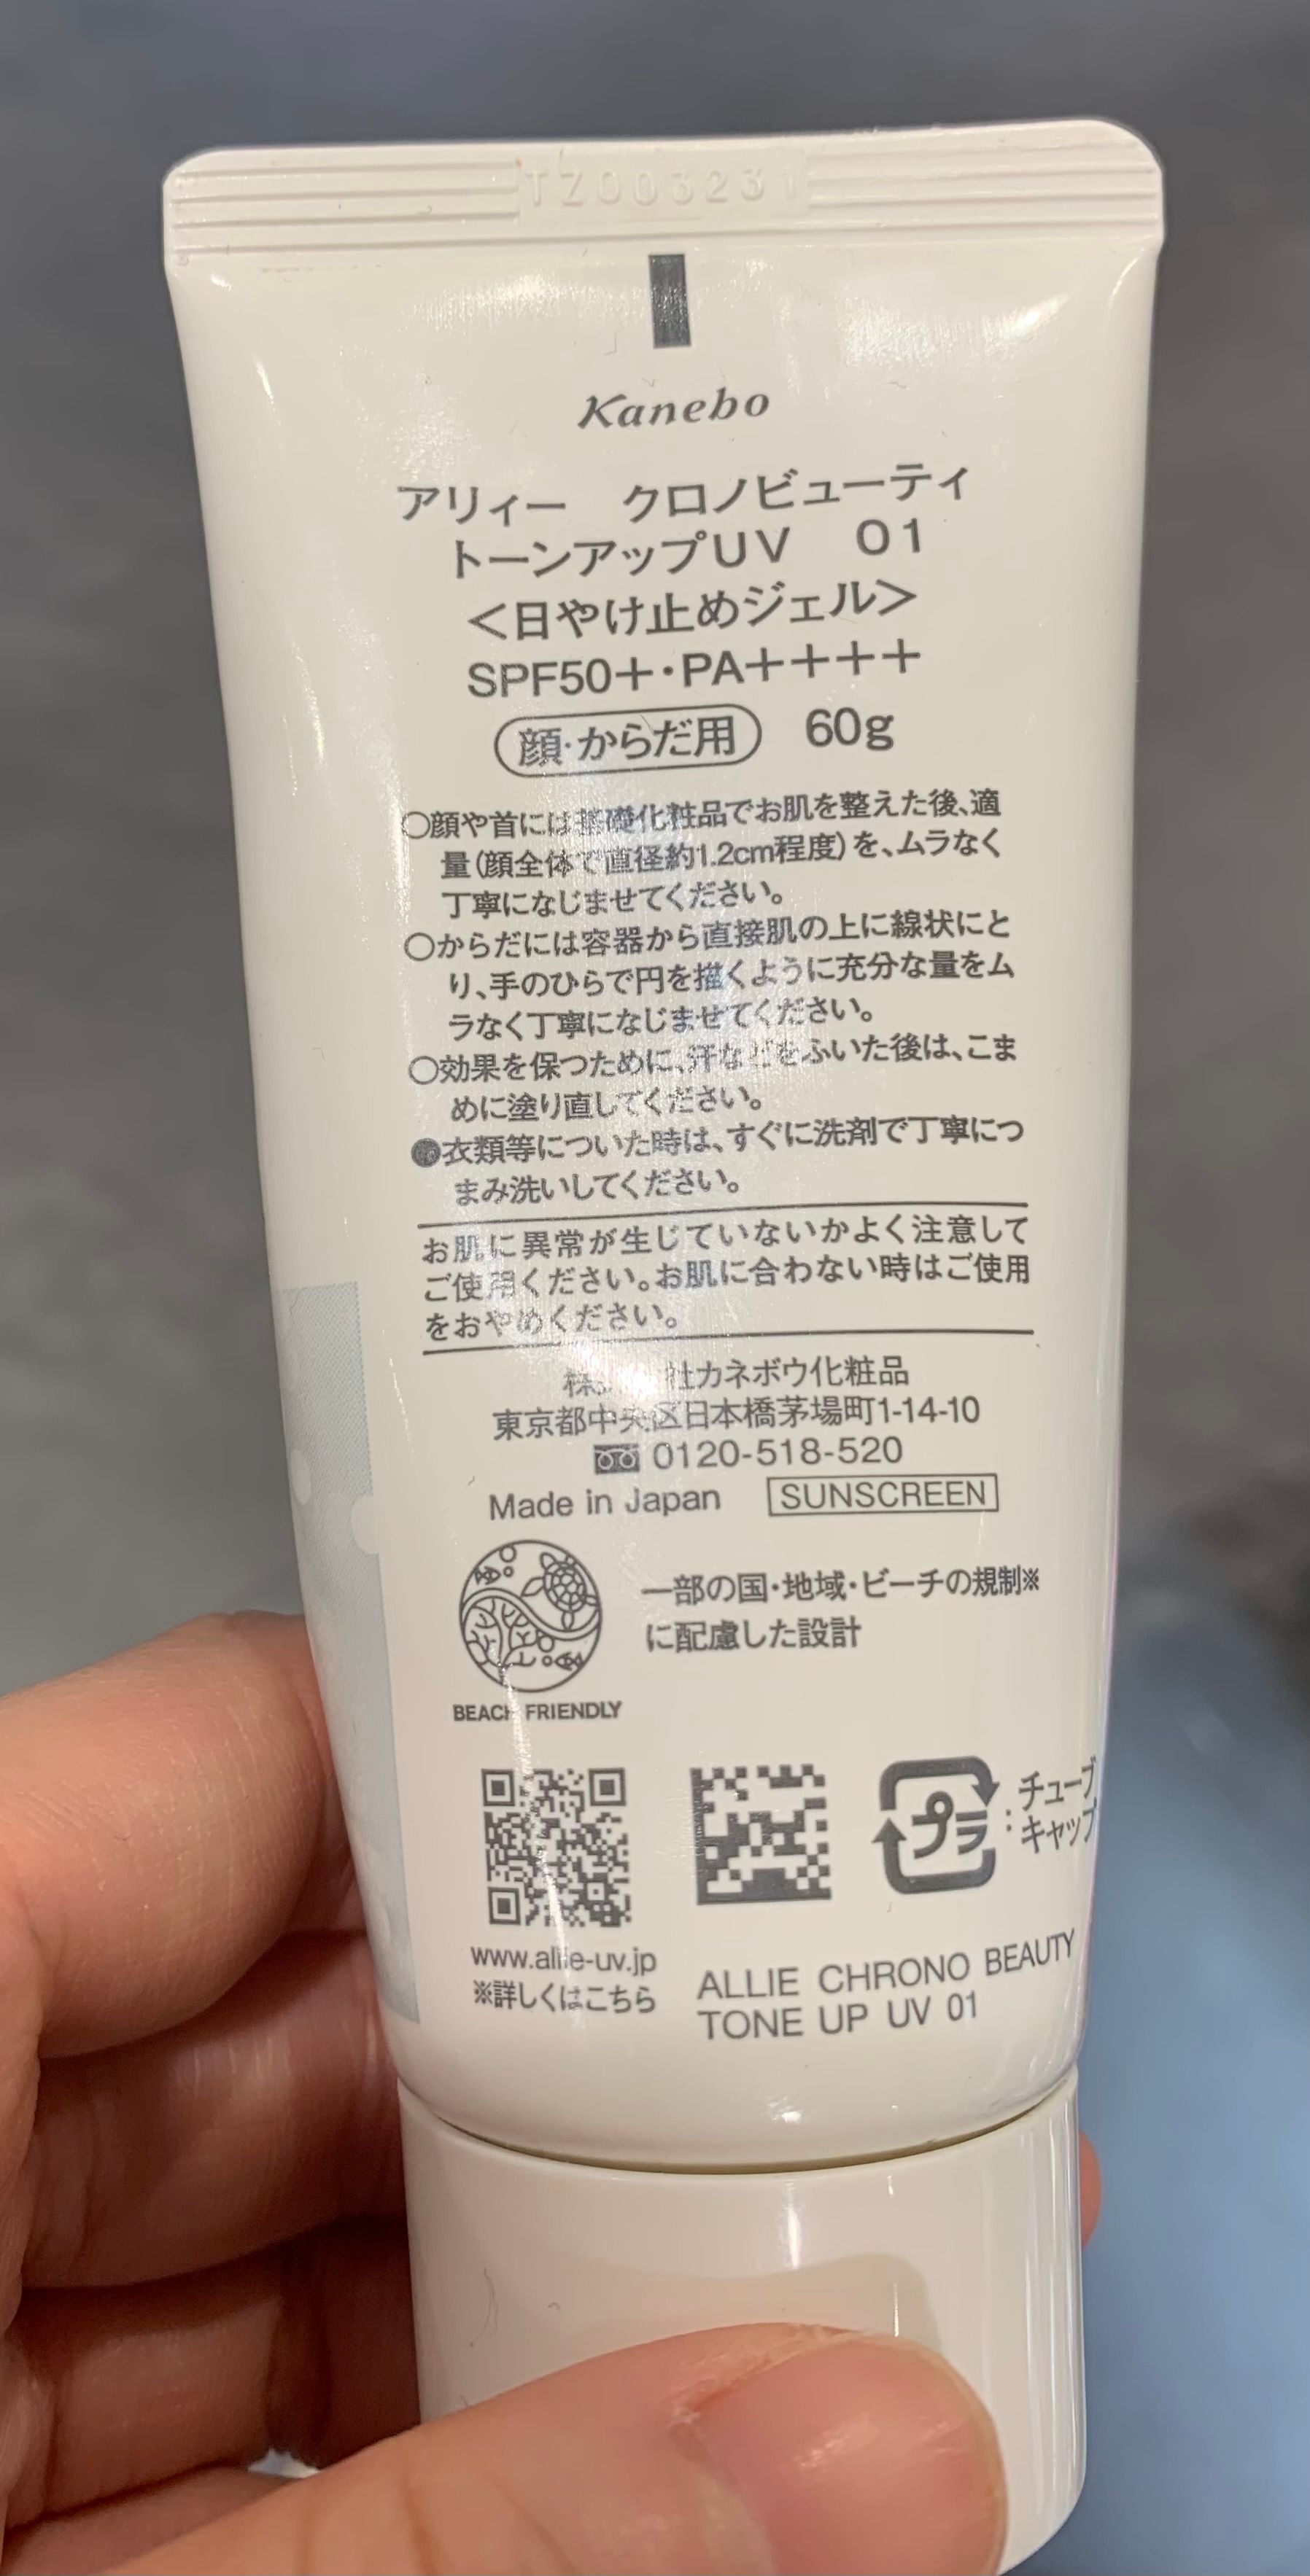 TZ003231
Kanebo
アリィー　クロノビューティ
トーンアップUV　01
＜日やけ止めジェル＞
SPF50+・PA++++
顔・からだ用　60g
○顔や首には基礎化粧品でお肌を整えた後、適
量（顔全体で直径約1.2cm程度）を、ムラなく
丁寧になじませてください。
○からだには容器から直接肌の上に線状にと
り、手のひらで円を描くように充分な量をム
ラなく丁寧になじませてください。
○効果を保つために、汗などをふいた後は、こま
めに塗り直してください。
●衣類等についた時は、すぐに洗剤で丁寧につ
まみ洗いしてください。
お肌に異常が生じていないかよく注意して
ご使用ください。お肌に合わない時はご使用
をおやめください。
株 社カネボウ化粧品
東京都中央区日本橋茅場町1-14-10
0120-518-520
Made in Japan　SUNSCREEN
一部の国・地域・ビーチの規制※
に配慮した設計
BEACH FRIENDLY
プラ：チューブ
キャップ
www.allie-uv.jp
※詳しくはこちら
ALLIE CHRONO BEAUTY
TONE UP UV 01